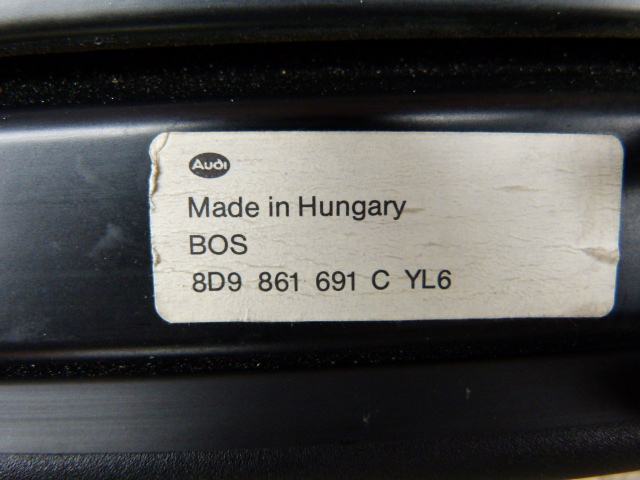 Audi
Made in Hungary
BOS
8D9 861 691 C YL6